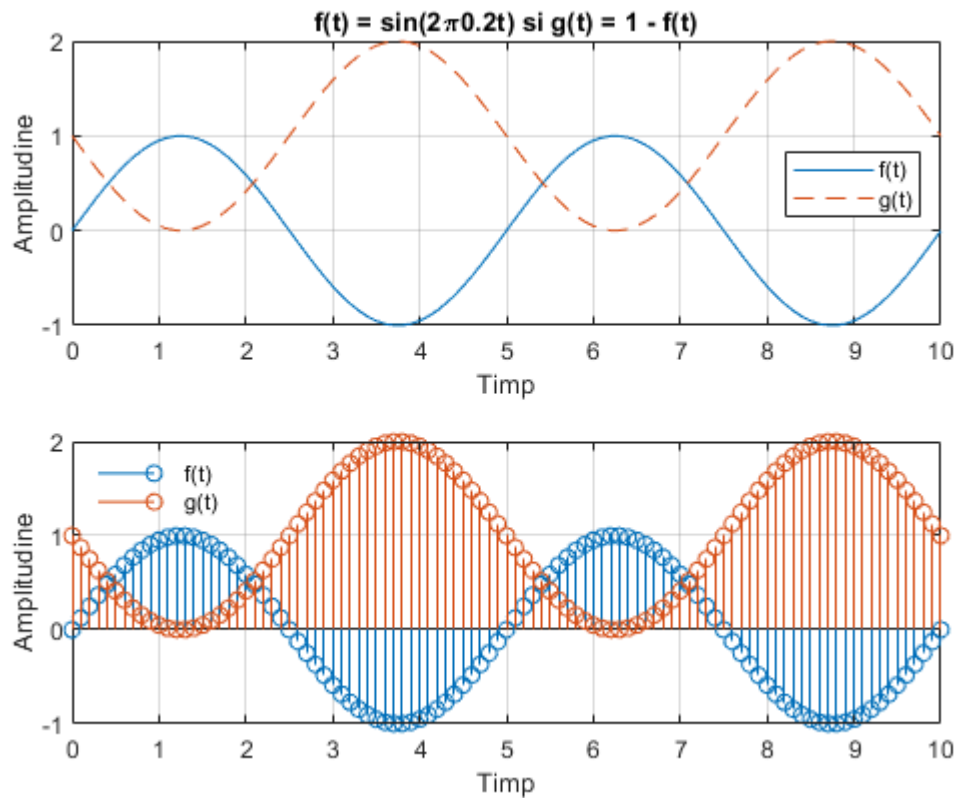 f(t) = sin(2π0.2t) si g(t) = 1 - f(t)
2
1
0
-1
Amplitudine
f(t)
g(t)
0 1 2 3 4 5 6 7 8 9 10
Timp
2
1
0
-1
Amplitudine
f(t)
g(t)
0 1 2 3 4 5 6 7 8 9 10
Timp